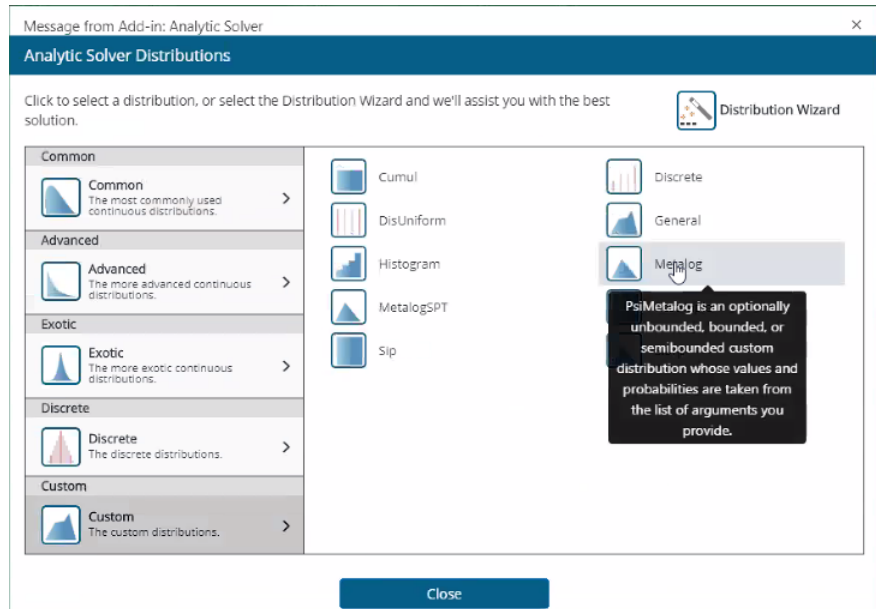 Message from Add-in: Analytic Solver
Analytic Solver Distributions
Click to select a distribution, or select the Distribution Wizard and we'll assist you with the best
solution.
Distribution Wizard
Common
Common
The most commonly used
continuous distributions.
Advanced
Advanced
The more advanced continuous
distributions.
Exotic
Exotic
The more exotic continuous
distributions.
Discrete
Discrete
The discrete distributions.
Custom
Custom
The custom distributions.
Cumul
Discrete
DisUniform
General
Histogram
Metalog
MetalogSPT
Sip
PsiMetalog is an optionally
unbounded, bounded, or
semibounded custom
distribution whose values and
probabilities are taken from
the list of arguments you
provide.
Close